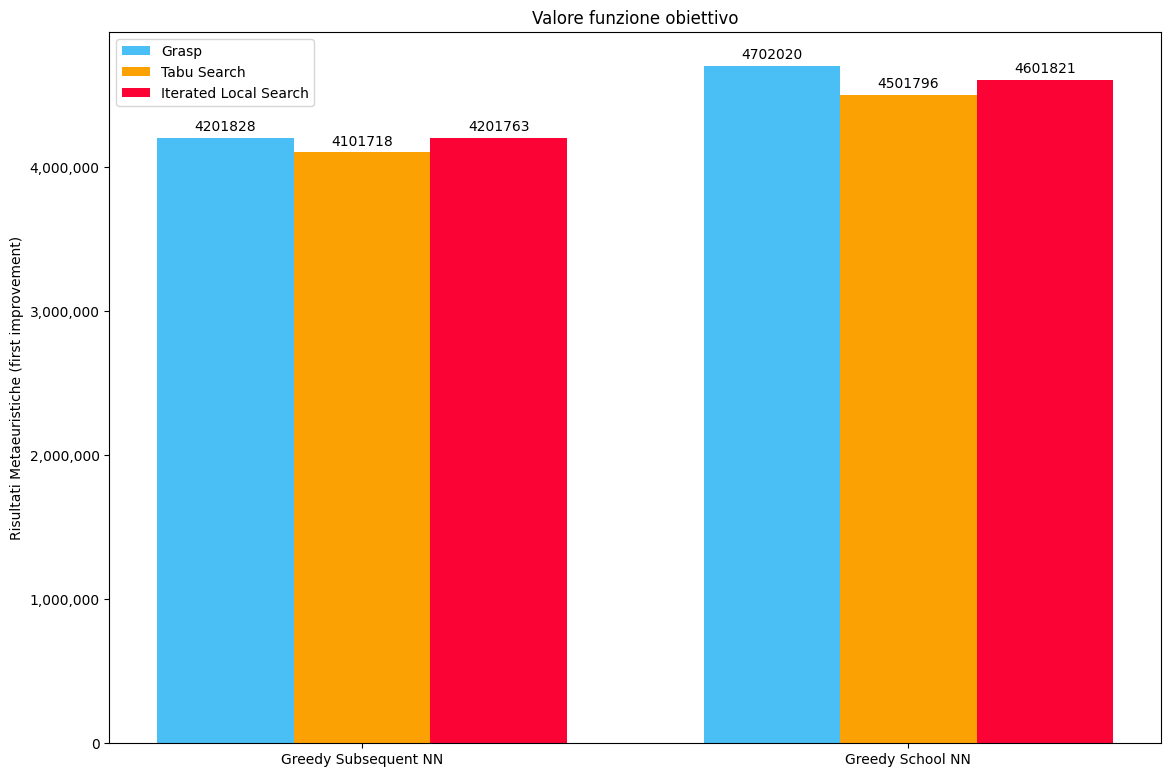 Valore funzione obiettivo
Grasp
Tabu Search
Iterated Local Search
4201828
4101718
4201763
4702020
4501796
4601821
4,000,000
3,000,000
2,000,000
1,000,000
0
Risultati Metaeuristiche (first improvement)
Greedy Subsequent NN
Greedy School NN